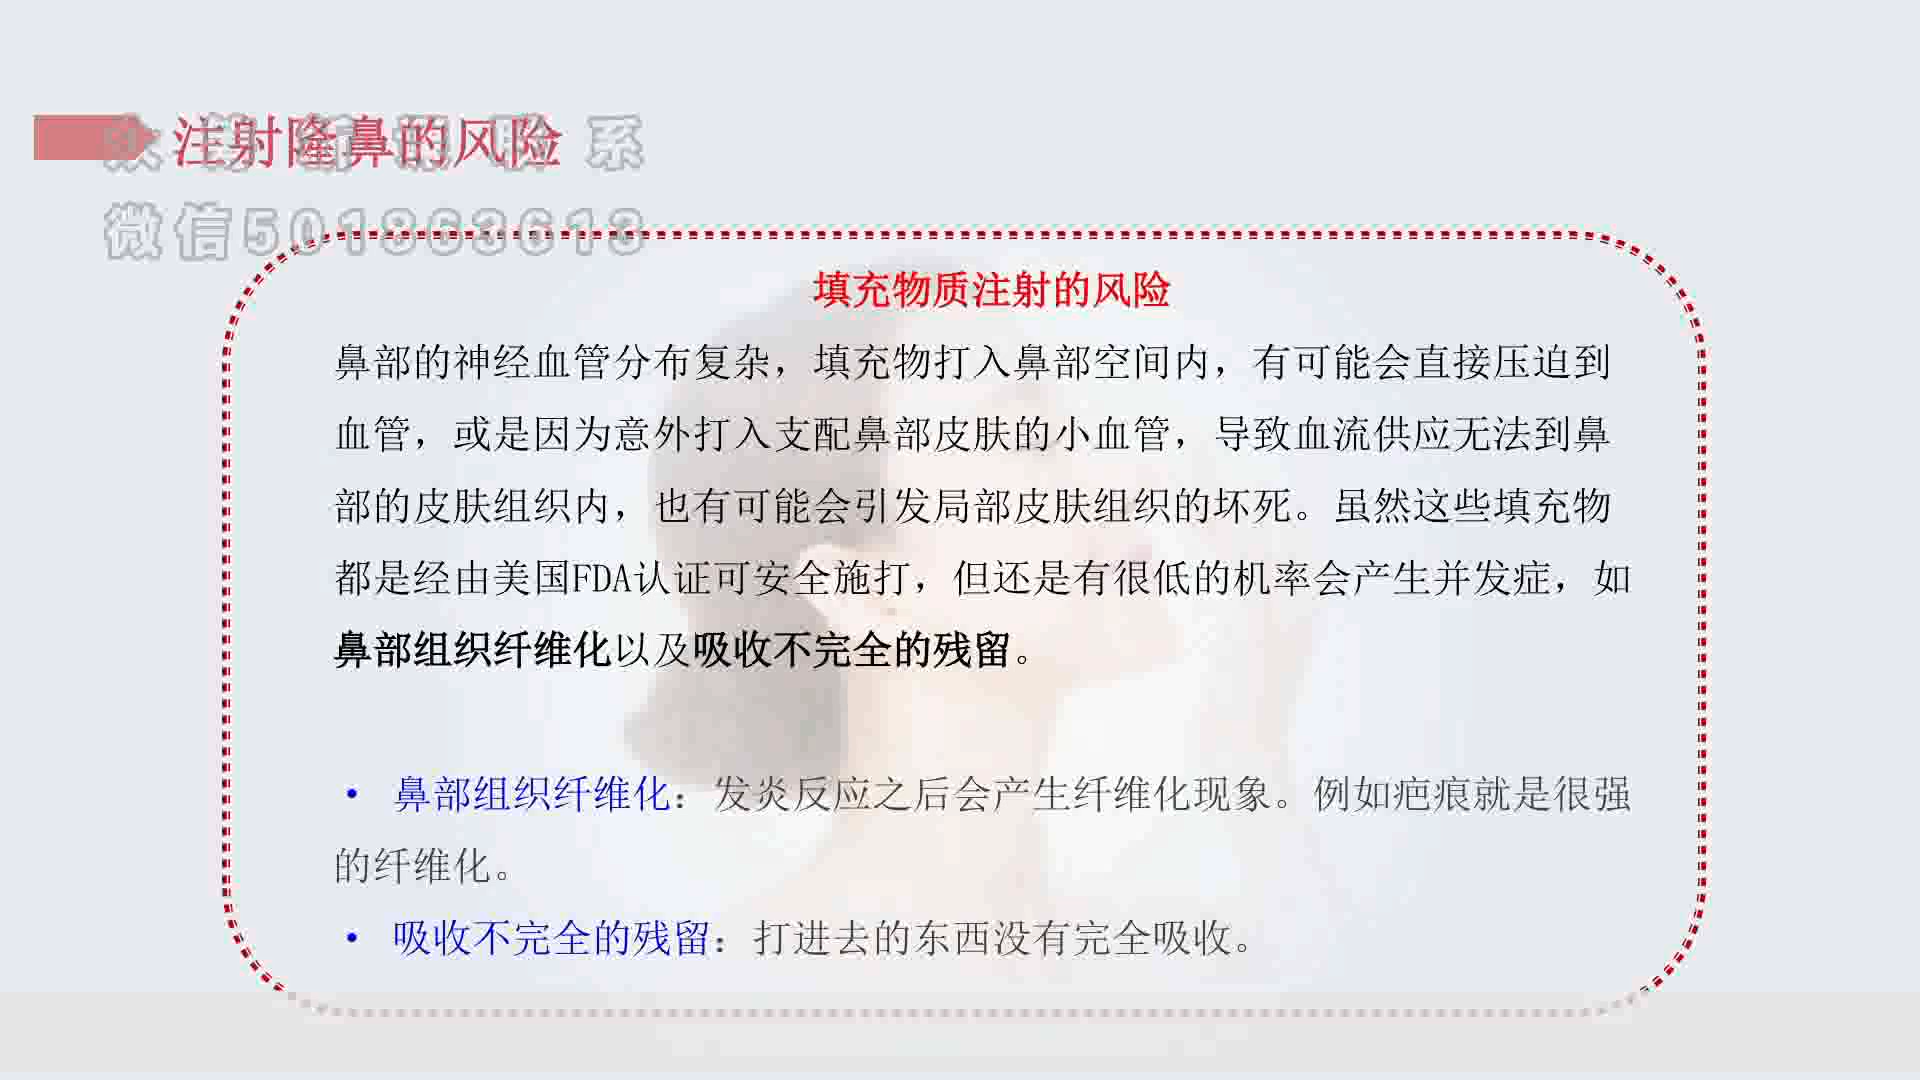 注射隆鼻的风险
微信501863613
填充物质注射的风险
鼻部的神经血管分布复杂，填充物打入鼻部空间内，有可能会直接压迫到
血管，或是因为意外打入支配鼻部皮肤的小血管，导致血流供应无法到鼻
部的皮肤组织内，也有可能会引发局部皮肤组织的坏死。虽然这些填充物
都是经由美国FDA认证可安全施打，但还是有很低的机率会产生并发症，如
鼻部组织纤维化以及吸收不完全的残留。
• 鼻部组织纤维化：发炎反应之后会产生纤维化现象。例如疤痕就是很强
的纤维化。
• 吸收不完全的残留：打进去的东西没有完全吸收。